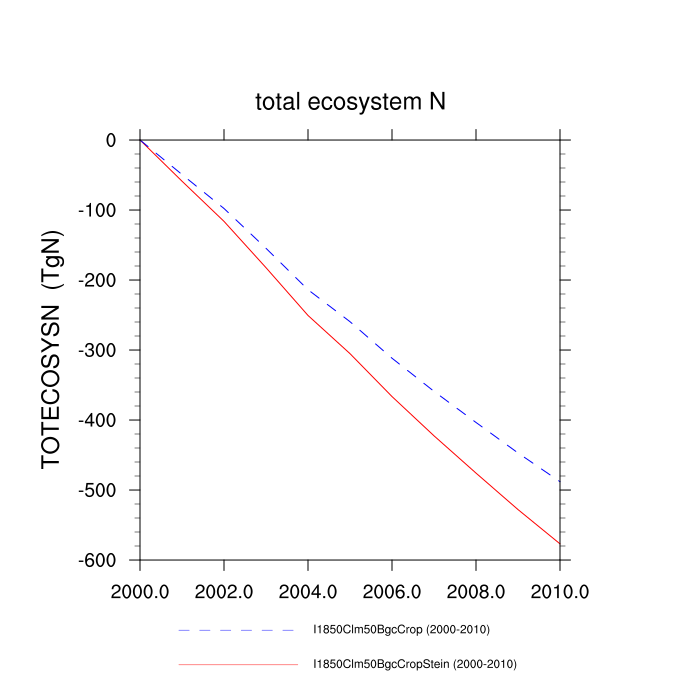 total ecosystem N
TOTECOSYSN (TgN)
0
-100
-200
-300
-400
-500
-600
2000.0 2002.0 2004.0 2006.0 2008.0 2010.0
I1850Clm50BgcCrop (2000-2010)
I1850Clm50BgcCropStein (2000-2010)